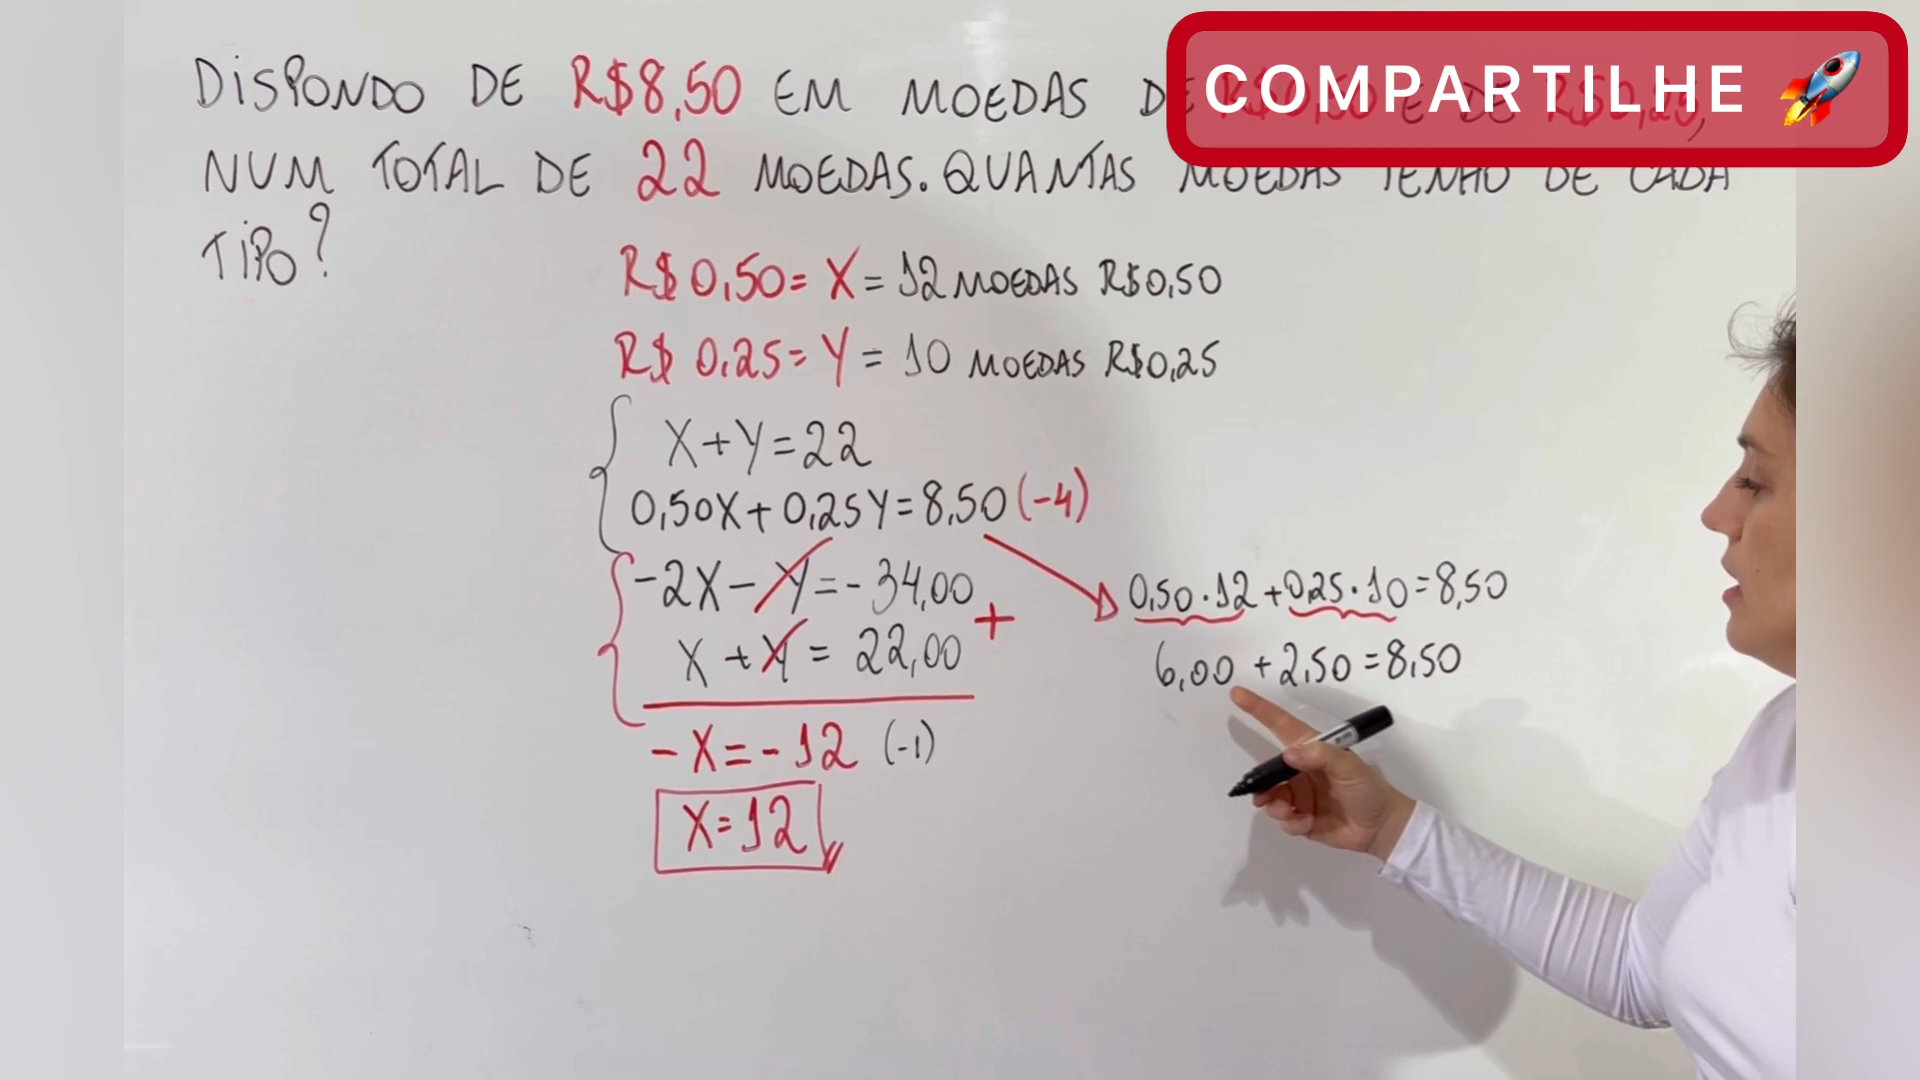 DISPONDO DE R$8,50 EM MOEDAS DE
COMPARTILHE
NUM TOTAL DE 22 MOEDAS. QUANTAS MOEDAS TENHO DE CADA
TIPO?
R$ 0,50 = X = 12 MOEDAS R$0,50
R$ 0,25 = Y = 10 MOEDAS R$0,25
X+Y=22
0,50X+0,25Y=8,50 (-4)
-2X-Y=-34,00
X+Y=22,00
+
-X=-12 (-1)
X=12
0,50·12+0,25·10=8,50
6,00+2,50=8,50